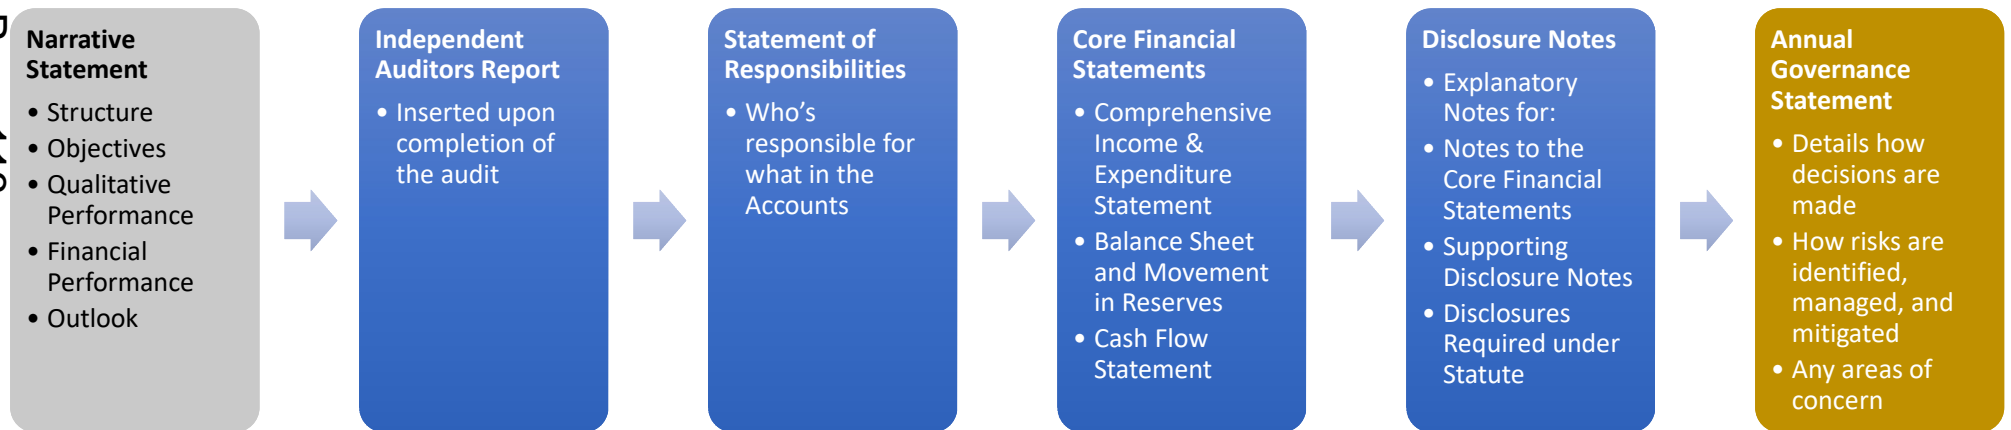 Narrative
Statement
• Structure
• Objectives
• Qualitative
Performance
• Financial
Performance
• Outlook
Independent
Auditors Report
• Inserted upon
completion of
the audit
Statement of
Responsibilities
• Who's
responsible for
what in the
Accounts
Core Financial
Statements
• Comprehensive
Income &
Expenditure
Statement
• Balance Sheet
and Movement
in Reserves
• Cash Flow
Statement
Disclosure Notes
• Explanatory
Notes for:
• Notes to the
Core Financial
Statements
• Supporting
Disclosure Notes
• Disclosures
Required under
Statute
Annual
Governance
Statement
• Details how
decisions are
made
• How risks are
identified,
managed, and
mitigated
• Any areas of
concern